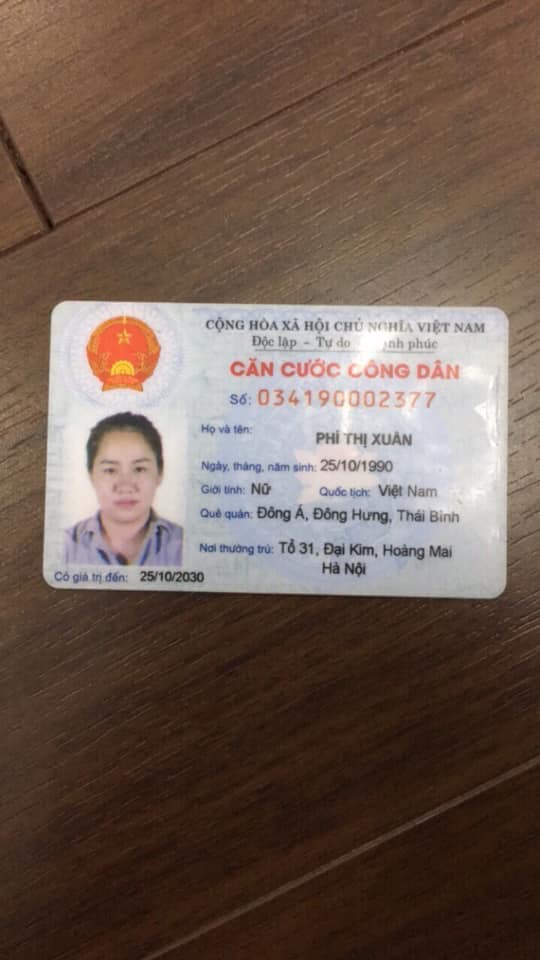 CỘNG HÒA XÃ HỘI CHỦ NGHĨA VIỆT NAM
Độc lập - Tự do - Hạnh phúc
CĂN CƯỚC CÔNG DÂN
Số: 034190002377
Họ và tên:
PHÍ THỊ XUÂN
Ngày, tháng, năm sinh: 25/10/1990
Giới tính: Nữ Quốc tịch: Việt Nam
Quê quán: Đông Á, Đông Hưng, Thái Bình
Nơi thường trú: Tổ 31, Đại Kim, Hoàng Mai
Hà Nội
Có giá trị đến: 25/10/2030